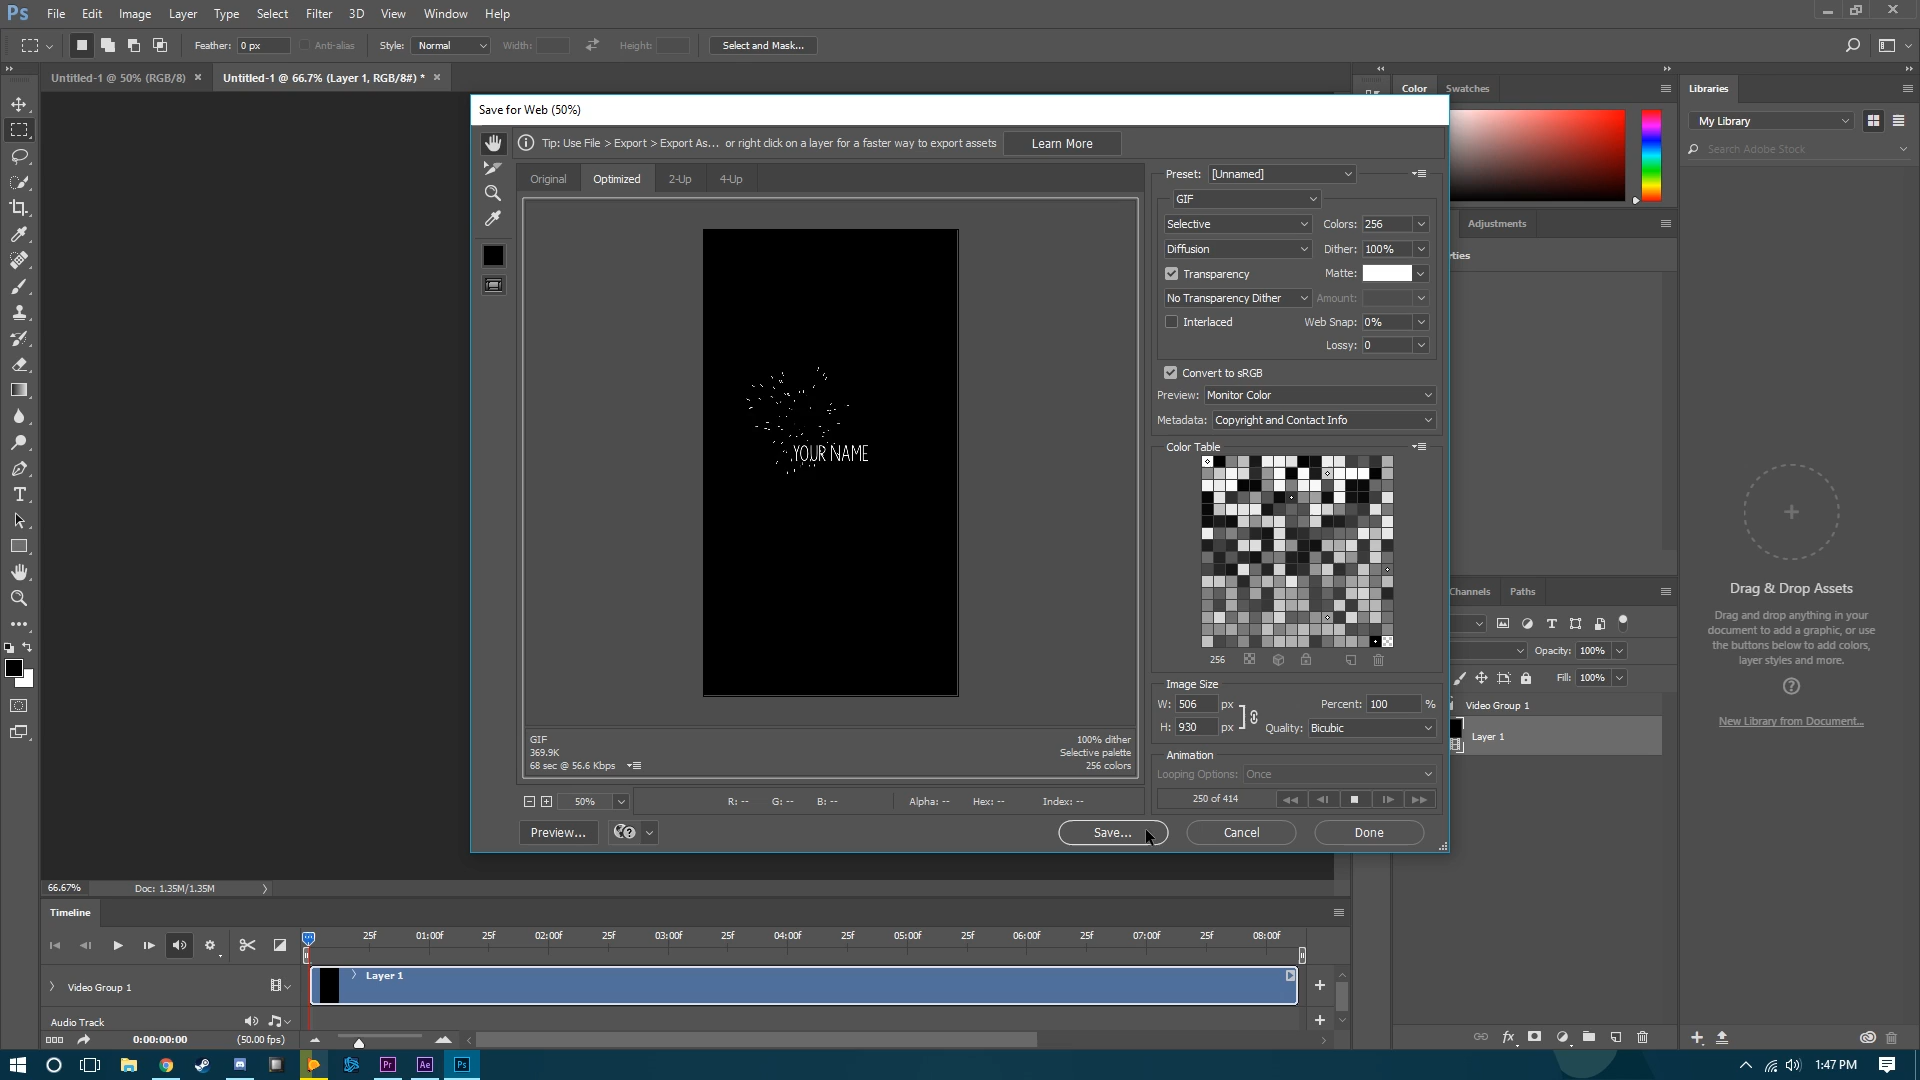 Ps File Edit Image Layer Type Select Filter 3D View Window Help
Feather: 0 px Anti-alias Style: Normal Width: Height: Select and Mask...
Untitled-1 @ 50% (RGB/8) × Untitled-1 @ 66.7% (Layer 1, RGB/8#) * ×
Color Swatches
Libraries
My Library
Search Adobe Stock
Adjustments
Save for Web (50%)
Tip: Use File > Export > Export As... or right click on a layer for a faster way to export assets Learn More
Original Optimized 2-Up 4-Up
YOUR NAME
GIF
369.9K
68 sec @ 56.6 Kbps
100% dither
Selective palette
256 colors
50% R: -- G: -- B: -- Alpha: -- Hex: -- Index: --
Preview... Save... Cancel Done
Preset: [Unnamed]
GIF
Selective Colors: 256
Diffusion Dither: 100%
Transparency Matte:
No Transparency Dither Amount:
Interlaced Web Snap: 0%
Lossy: 0
Convert to sRGB
Preview: Monitor Color
Metadata: Copyright and Contact Info
Color Table
256
Image Size
W: 506 px Percent: 100 %
H: 930 px Quality: Bicubic
Animation
Looping Options: Once
250 of 414
Paths
Opacity: 100%
Fill: 100%
Video Group 1
Layer 1
Drag & Drop Assets
Drag and drop anything in your
document to add a graphic, or use
the buttons below to add colors,
layer styles and more.
New Library from Document...
66.67% Doc: 1.35M/1.35M
Timeline
25f 01:00f 25f 02:00f 25f 03:00f 25f 04:00f 25f 05:00f 25f 06:00f 25f 07:00f 25f 08:00f
Video Group 1 Layer 1
Audio Track
0:00:00:00 (50.00 fps)
Pr Ae Ps 1:47 PM